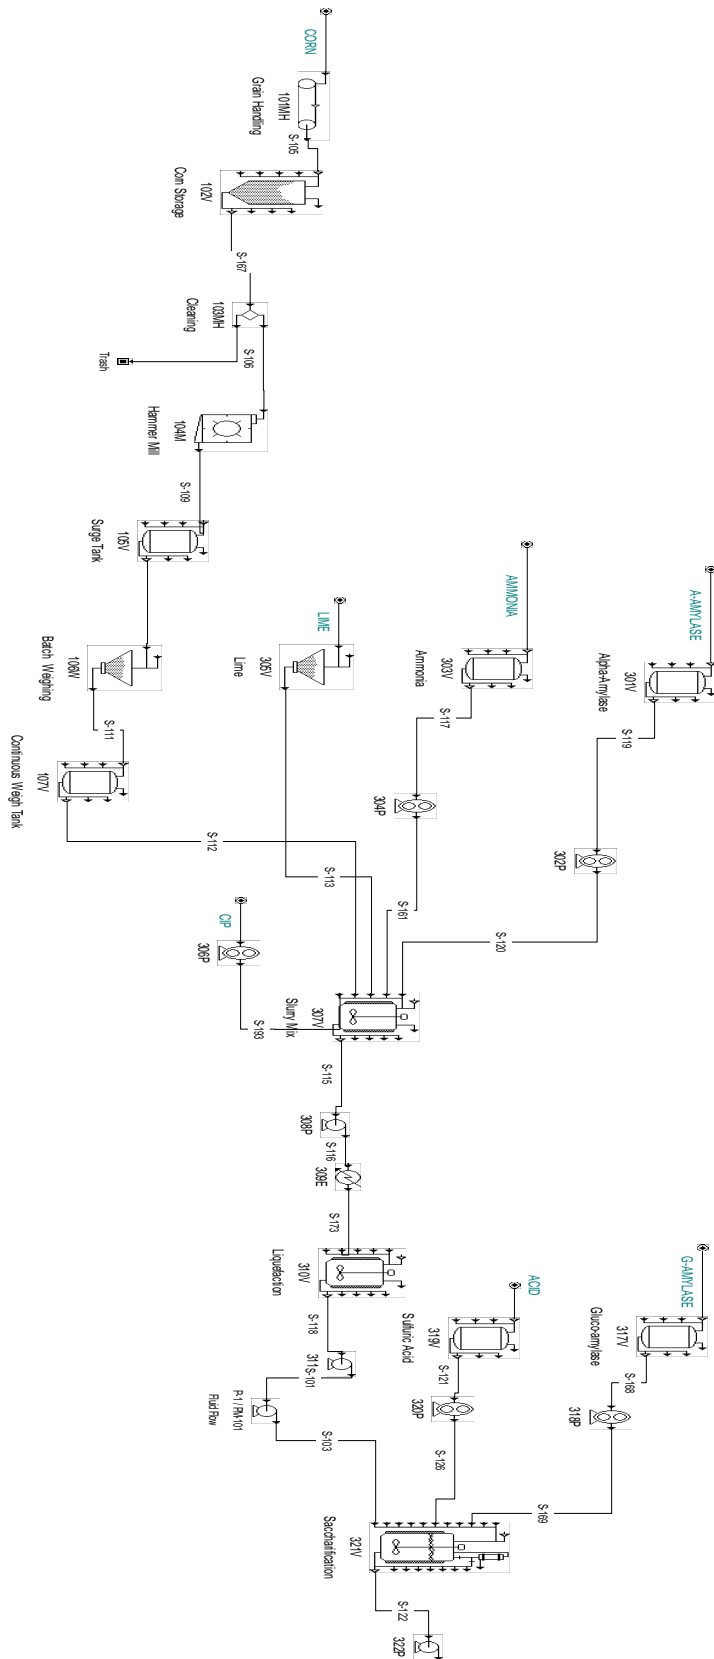 CORN
101MH
Grain Handling
S-105
102V
Corn Storage
S-167
103MH
Cleaning
S-106
Trash
104M
Hammer Mill
S-109
105V
Surge Tank
106W
Batch Weighing
S-111
107V
Continuous Weigh Tank
S-112
LIME
305V
Lime
S-113
AMMONIA
303V
Ammonia
S-117
304P
S-161
A-AMYLASE
301V
Alpha-Amylase
S-119
302P
S-120
CIP
306P
S-193
307V
Slurry Mix
S-115
308P
S-116
309E
S-173
310V
Liquefaction
S-118
311
S-101
P-1 / PM-101
Fluid Flow
S-103
ACID
319V
Sulfuric Acid
S-121
320P
S-126
G-AMYLASE
317V
Gluco-amylase
S-168
318P
S-169
321V
Saccharification
S-122
322P